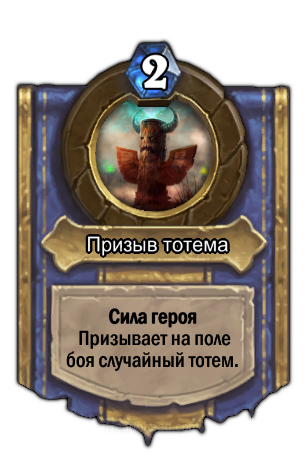 2
Призыв тотема
Сила героя
Призывает на поле
боя случайный тотем.